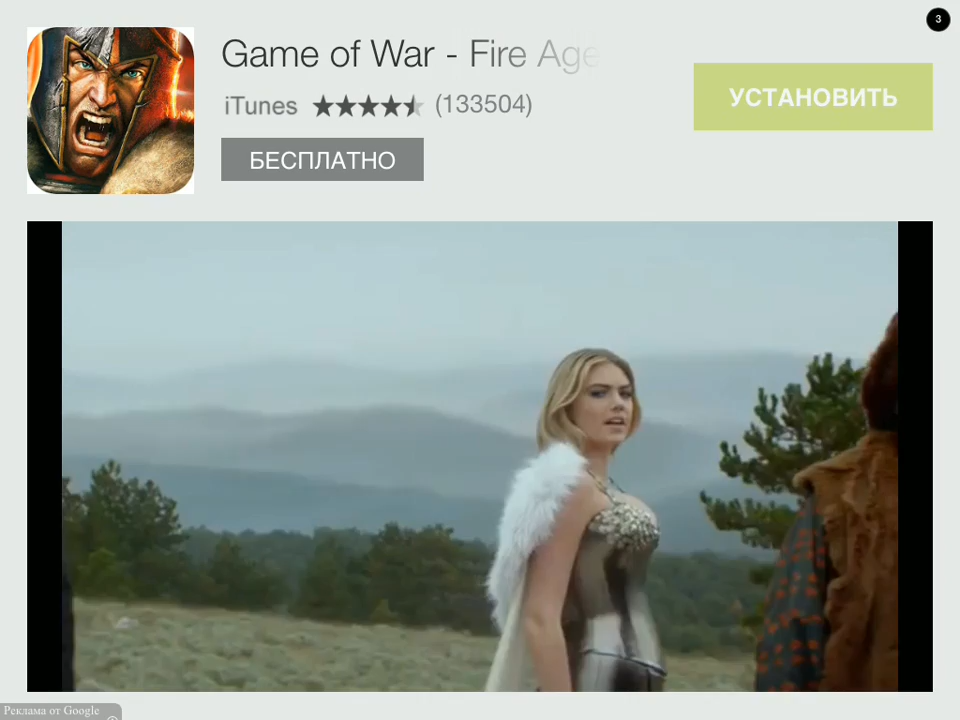 3
Game of War - Fire Age
iTunes ★★★★⯨ (133504)
УСТАНОВИТЬ
БЕСПЛАТНО
Реклама от Google